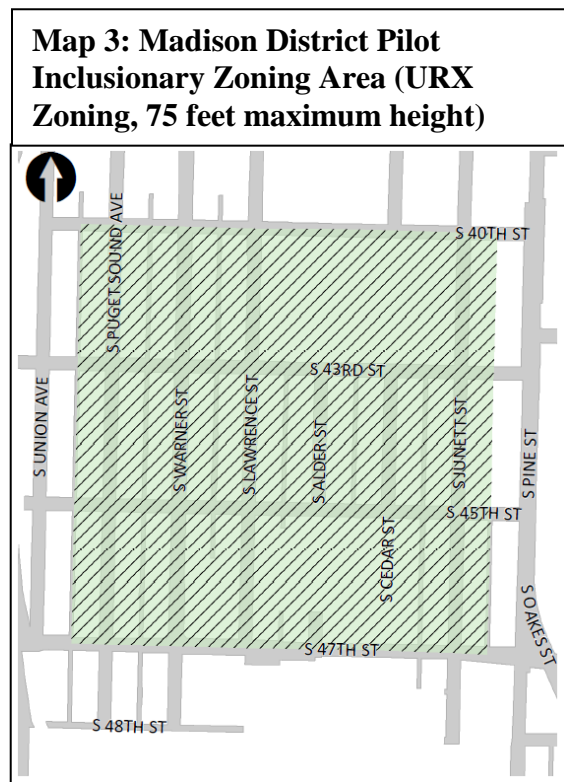 Map 3: Madison District Pilot
Inclusionary Zoning Area (URX
Zoning, 75 feet maximum height)
S PUGET SOUND AVE
S 40TH ST
S 43RD ST
S UNION AVE
S WARNER ST
S LAWRENCE ST
S ALDER ST
S JUNETT ST
S PINE ST
S 45TH ST
S CEDAR ST
S OAKES ST
S 47TH ST
S 48TH ST